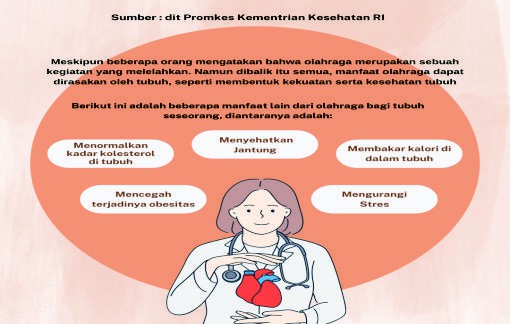 Sumber : dit Promkes Kementrian Kesehatan RI
Meskipun beberapa orang mengatakan bahwa olahraga merupakan sebuah
kegiatan yang melelahkan. Namun dibalik itu semua, manfaat olahraga dapat
dirasakan oleh tubuh, seperti membentuk kekuatan serta kesehatan tubuh
Berikut ini adalah beberapa manfaat lain dari olahraga bagi tubuh
seseorang, diantaranya adalah:
Menormalkan
kadar kolesterol
di tubuh
Menyehatkan
Jantung
Membakar kalori di
dalam tubuh
Mencegah
terjadinya obesitas
Mengurangi
Stres